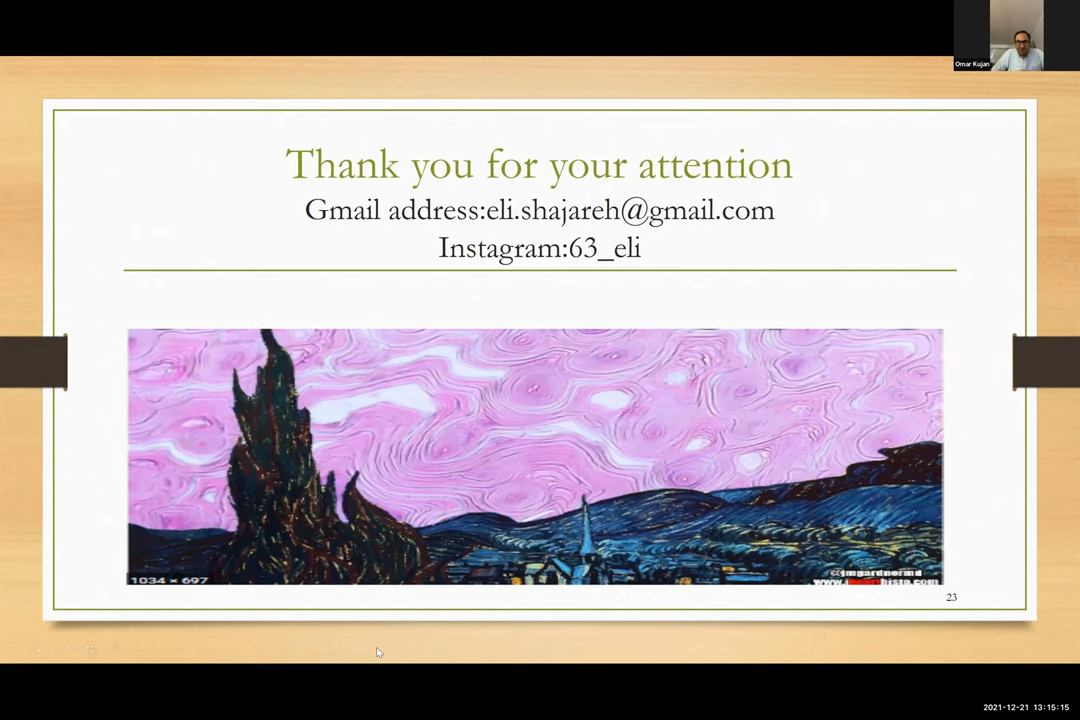 Omar Kujan
Thank you for your attention
Gmail address:eli.shajareh@gmail.com
Instagram:63_eli
1034 × 697
23
2021-12-21 13:15:15